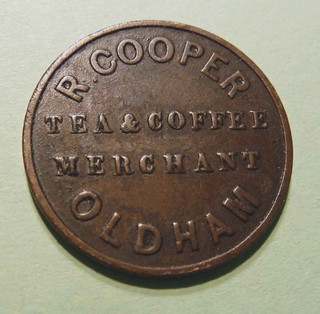 R. COOPER
TEA & COFFEE
MERCHANT
OLDHAM